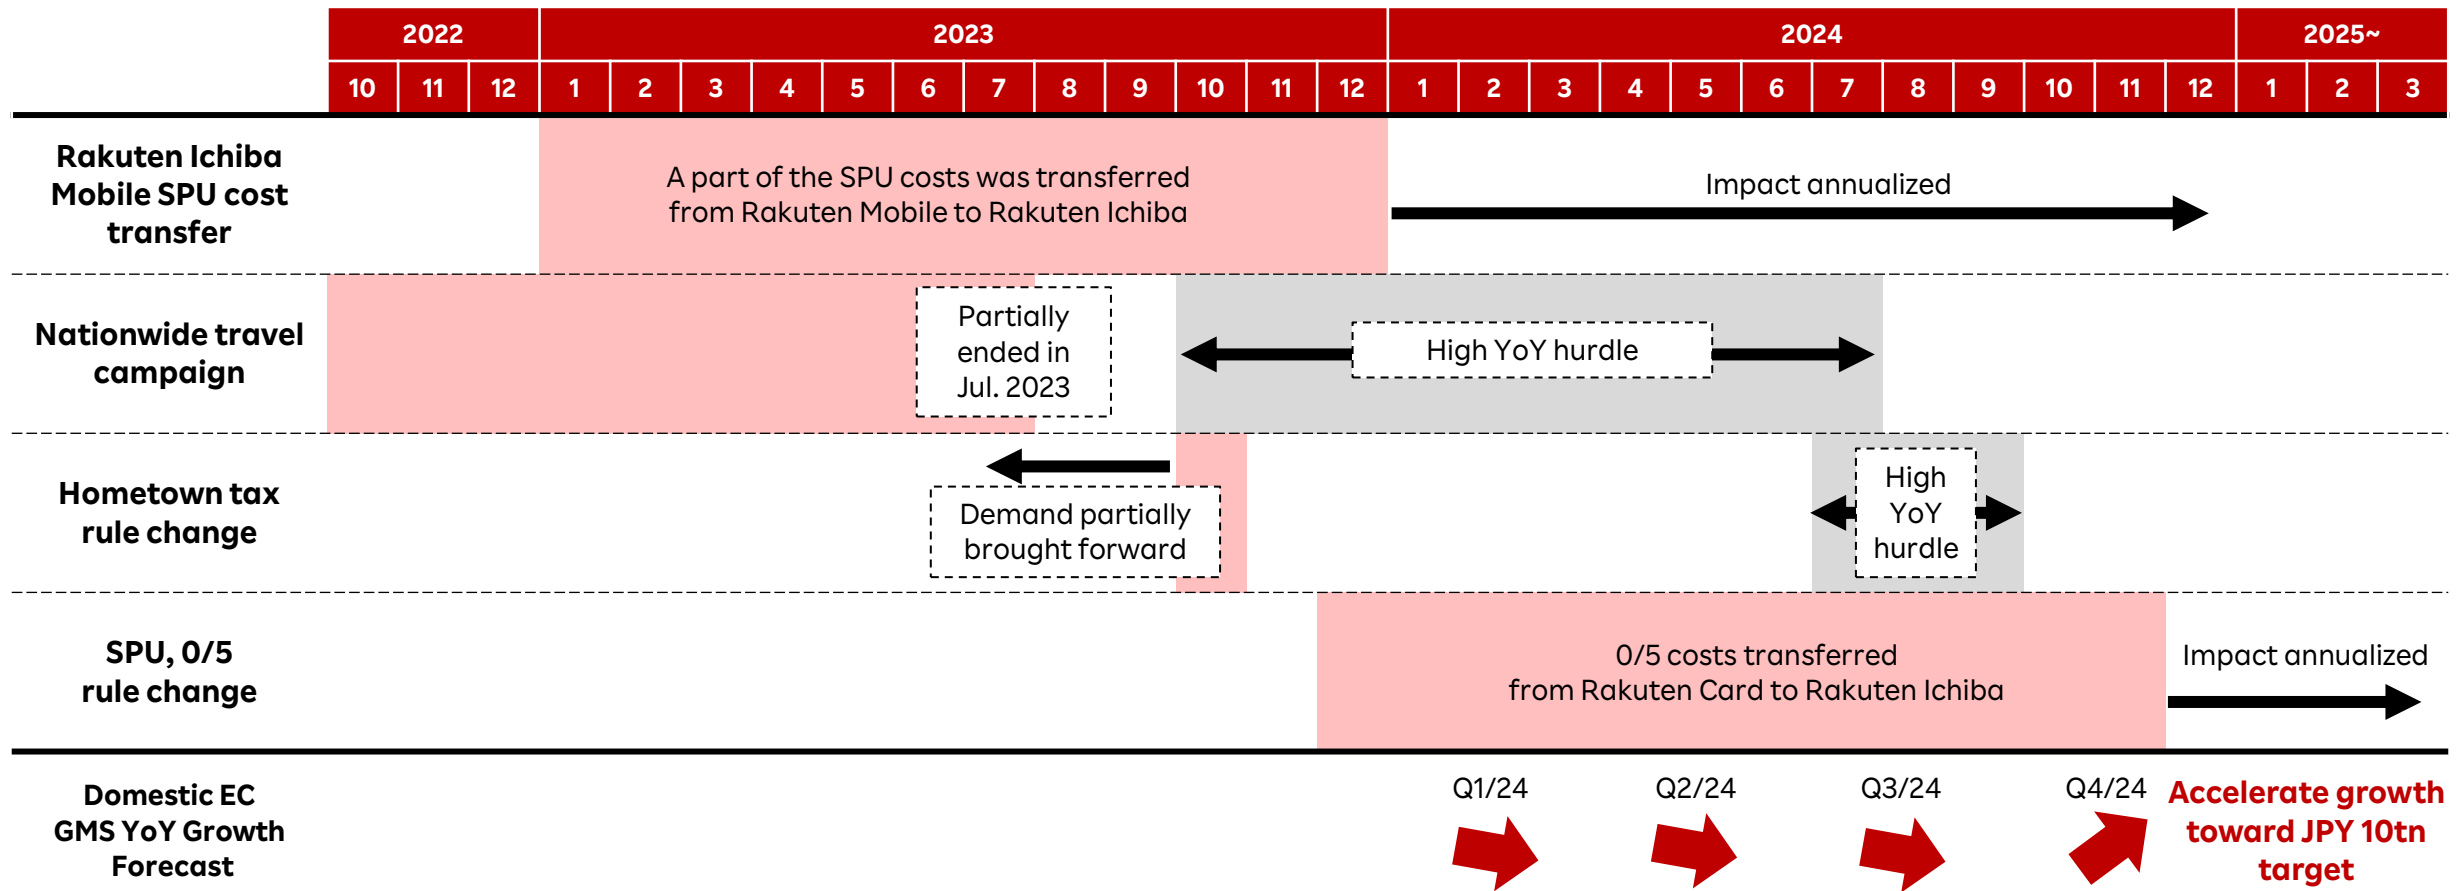 2022 2023 2024 2025~
10 11 12 1 2 3 4 5 6 7 8 9 10 11 12 1 2 3 4 5 6 7 8 9 10 11 12 1 2 3
Rakuten Ichiba
Mobile SPU cost
transfer
A part of the SPU costs was transferred
from Rakuten Mobile to Rakuten Ichiba
Impact annualized
Nationwide travel
campaign
Partially
ended in
Jul. 2023
High YoY hurdle
Hometown tax
rule change
Demand partially
brought forward
High
YoY
hurdle
SPU, 0/5
rule change
0/5 costs transferred
from Rakuten Card to Rakuten Ichiba
Impact annualized
Domestic EC
GMS YoY Growth
Forecast
Q1/24
Q2/24
Q3/24
Q4/24
Accelerate growth
toward JPY 10tn
target